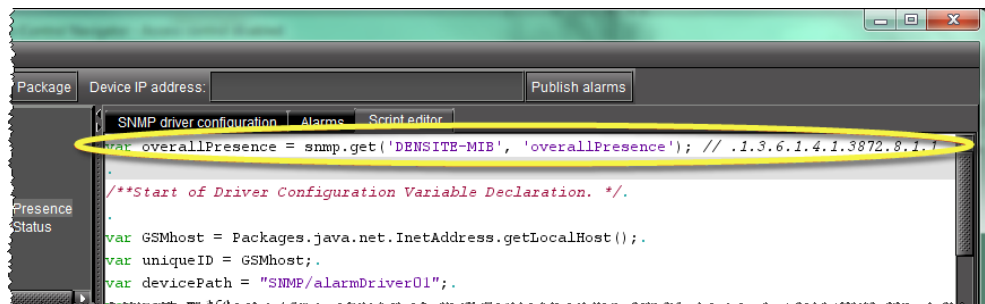 Package Device IP address: Publish alarms
SNMP driver configuration Alarms Script editor
var overallPresence = snmp.get('DENSITE-MIB', 'overallPresence'); // .1.3.6.1.4.1.3872.8.1.1
.
/**Start of Driver Configuration Variable Declaration. */.
Presence
.
Status
var GSMhost = Packages.java.net.InetAddress.getLocalHost();.
var uniqueID = GSMhost;.
var devicePath = "SNMP/alarmDriver01";.